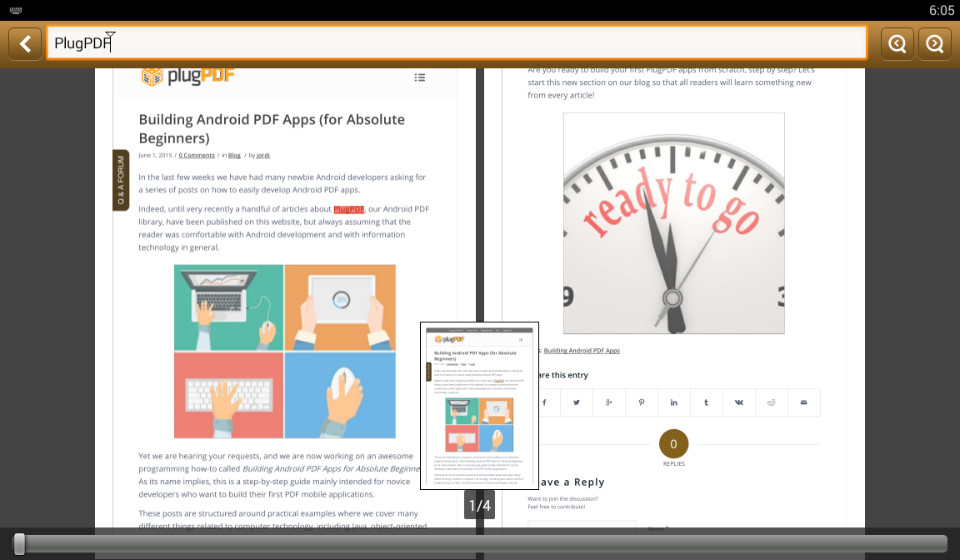 6:05
PlugPDF
plugPDF
Building Android PDF Apps (for Absolute
Beginners)
June 1, 2015 / 0 Comments / in Blog / by jordi
Q & A FORUM
In the last few weeks we have had many newbie Android developers asking for
a series of posts on how to easily develop Android PDF apps.
Indeed, until very recently a handful of articles about PlugPDF, our Android PDF
library, have been published on this website, but always assuming that the
reader was comfortable with Android development and with information
technology in general.
Yet we are hearing your requests, and we are now working on an awesome
programming how-to called Building Android PDF Apps for Absolute Beginne
As its name implies, this is a step-by-step guide mainly intended for novice
developers who want to build their first PDF mobile applications.
These posts are structured around practical examples where we cover many
different things related to computer technology, including Java, object-oriented
Are you ready to build your first PlugPDF apps from scratch, step by step? Let's
start this new section on our blog so that all readers will learn something new
from every article!
ready to go
9
3
s: Building Android PDF Apps
are this entry
0
REPLIES
eave a Reply
Want to join the discussion?
Feel free to contribute!
Name *
plugPDF
Building Android PDF Apps (for Absolute
Beginners)
1/4